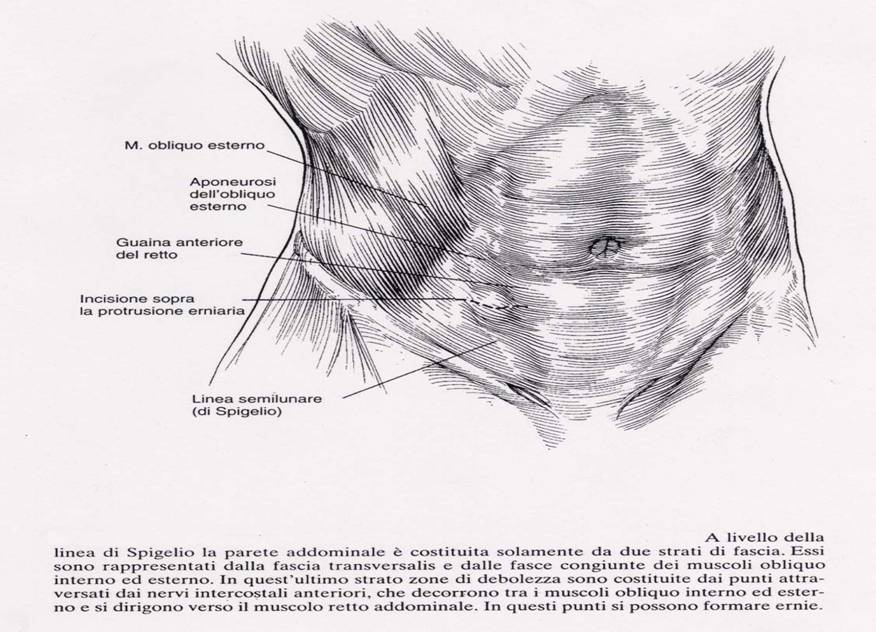 M. obliquo esterno
Aponeurosi
dell'obliquo
esterno
Guaina anteriore
del retto
Incisione sopra
la protrusione erniaria
Linea semilunare
(di Spigelio)
A livello della
linea di Spigelio la parete addominale è costituita solamente da due strati di fascia. Essi
sono rappresentati dalla fascia transversalis e dalle fasce congiunte dei muscoli obliquo
interno ed esterno. In quest'ultimo strato zone di debolezza sono costituite dai punti attra-
versati dai nervi intercostali anteriori, che decorrono tra i muscoli obliquo interno ed ester-
no e si dirigono verso il muscolo retto addominale. In questi punti si possono formare ernie.